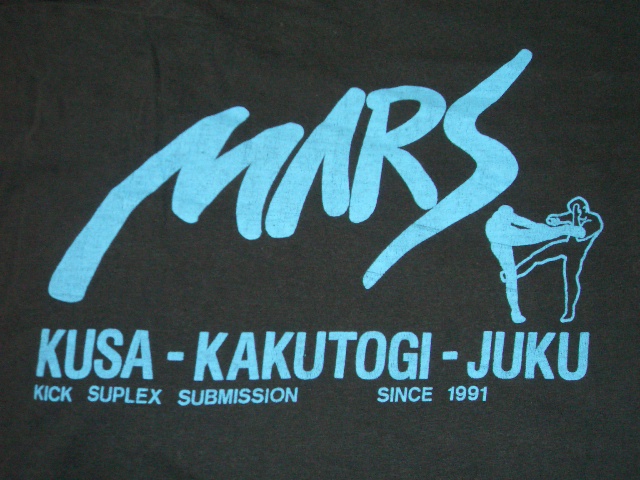 MARS
KUSA - KAKUTOGI - JUKU
KICK SUPLEX SUBMISSION SINCE 1991